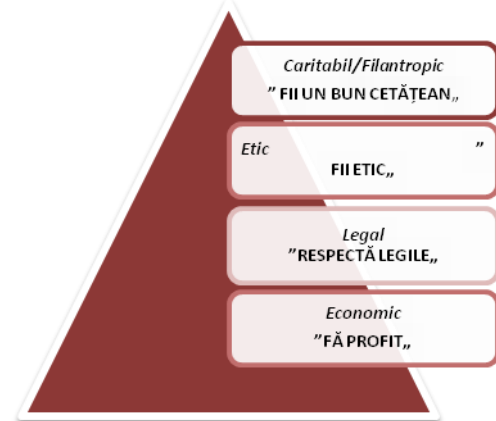 Caritabil/Filantropic
” FII UN BUN CETĂȚEAN„
Etic ”
FII ETIC„
Legal
”RESPECTĂ LEGILE„
Economic
”FĂ PROFIT„